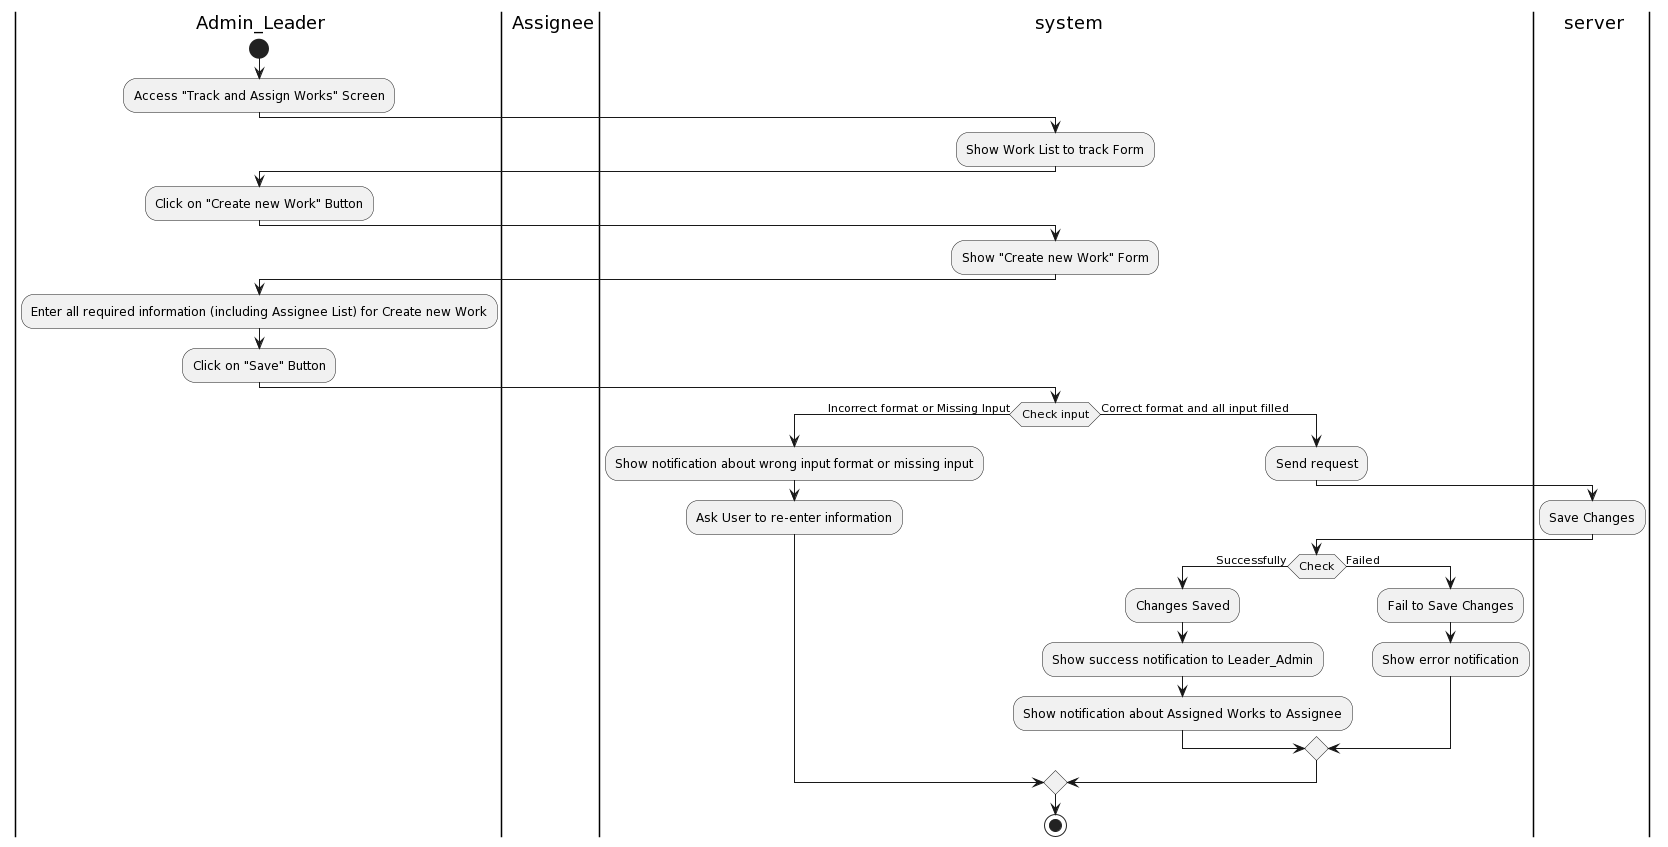 Admin_Leader
Assignee
system
server
Access "Track and Assign Works" Screen
Show Work List to track Form
Click on "Create new Work" Button
Show "Create new Work" Form
Enter all required information (including Assignee List) for Create new Work
Click on "Save" Button
Incorrect format or Missing Input
Check input
Correct format and all input filled
Show notification about wrong input format or missing input
Send request
Ask User to re-enter information
Save Changes
Successfully
Check
Failed
Changes Saved
Fail to Save Changes
Show success notification to Leader_Admin
Show error notification
Show notification about Assigned Works to Assignee